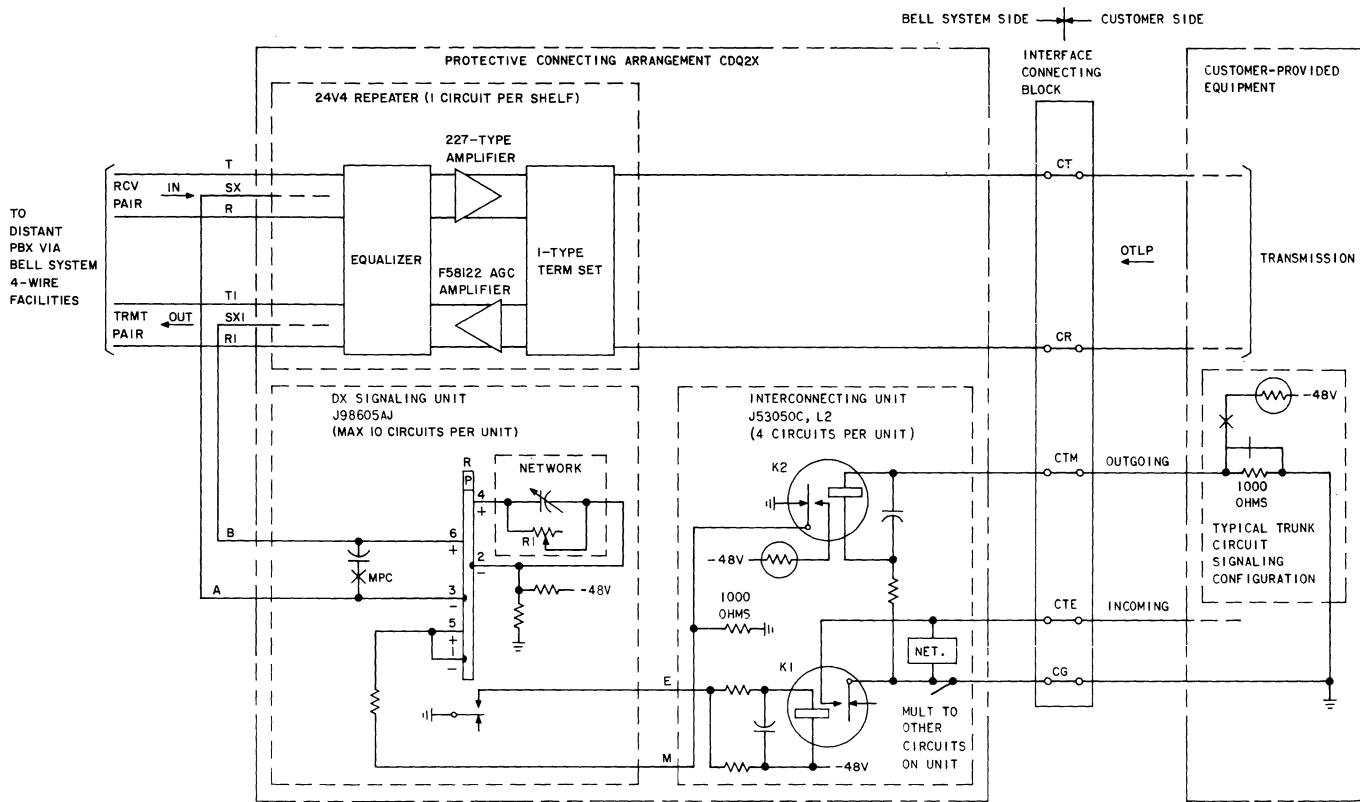 BELL SYSTEM SIDE
CUSTOMER SIDE
PROTECTIVE CONNECTING ARRANGEMENT CDQ2X
INTERFACE
CONNECTING
BLOCK
CUSTOMER-PROVIDED
EQUIPMENT
24V4 REPEATER (1 CIRCUIT PER SHELF)
227-TYPE
AMPLIFIER
T
RCV
PAIR
IN
SX
R
CT
TO
DISTANT
PBX VIA
BELL SYSTEM
4-WIRE
FACILITIES
EQUALIZER
F58122 AGC
AMPLIFIER
1-TYPE
TERM SET
OTLP
TRANSMISSION
T1
TRMT
PAIR
OUT
SX1
R1
CR
DX SIGNALING UNIT
J98605AJ
(MAX 10 CIRCUITS PER UNIT)
INTERCONNECTING UNIT
J53050C, L2
(4 CIRCUITS PER UNIT)
-48V
R
P
NETWORK
4
+
R1
K2
CTM
OUTGOING
1000
OHMS
TYPICAL TRUNK
CIRCUIT
SIGNALING
CONFIGURATION
B
6
+
2
-
-48V
MPC
-48V
A
3
-
1000
OHMS
CTE
INCOMING
5
+
1
-
NET.
E
K1
CG
MULT TO
OTHER
CIRCUITS
ON UNIT
M
-48V